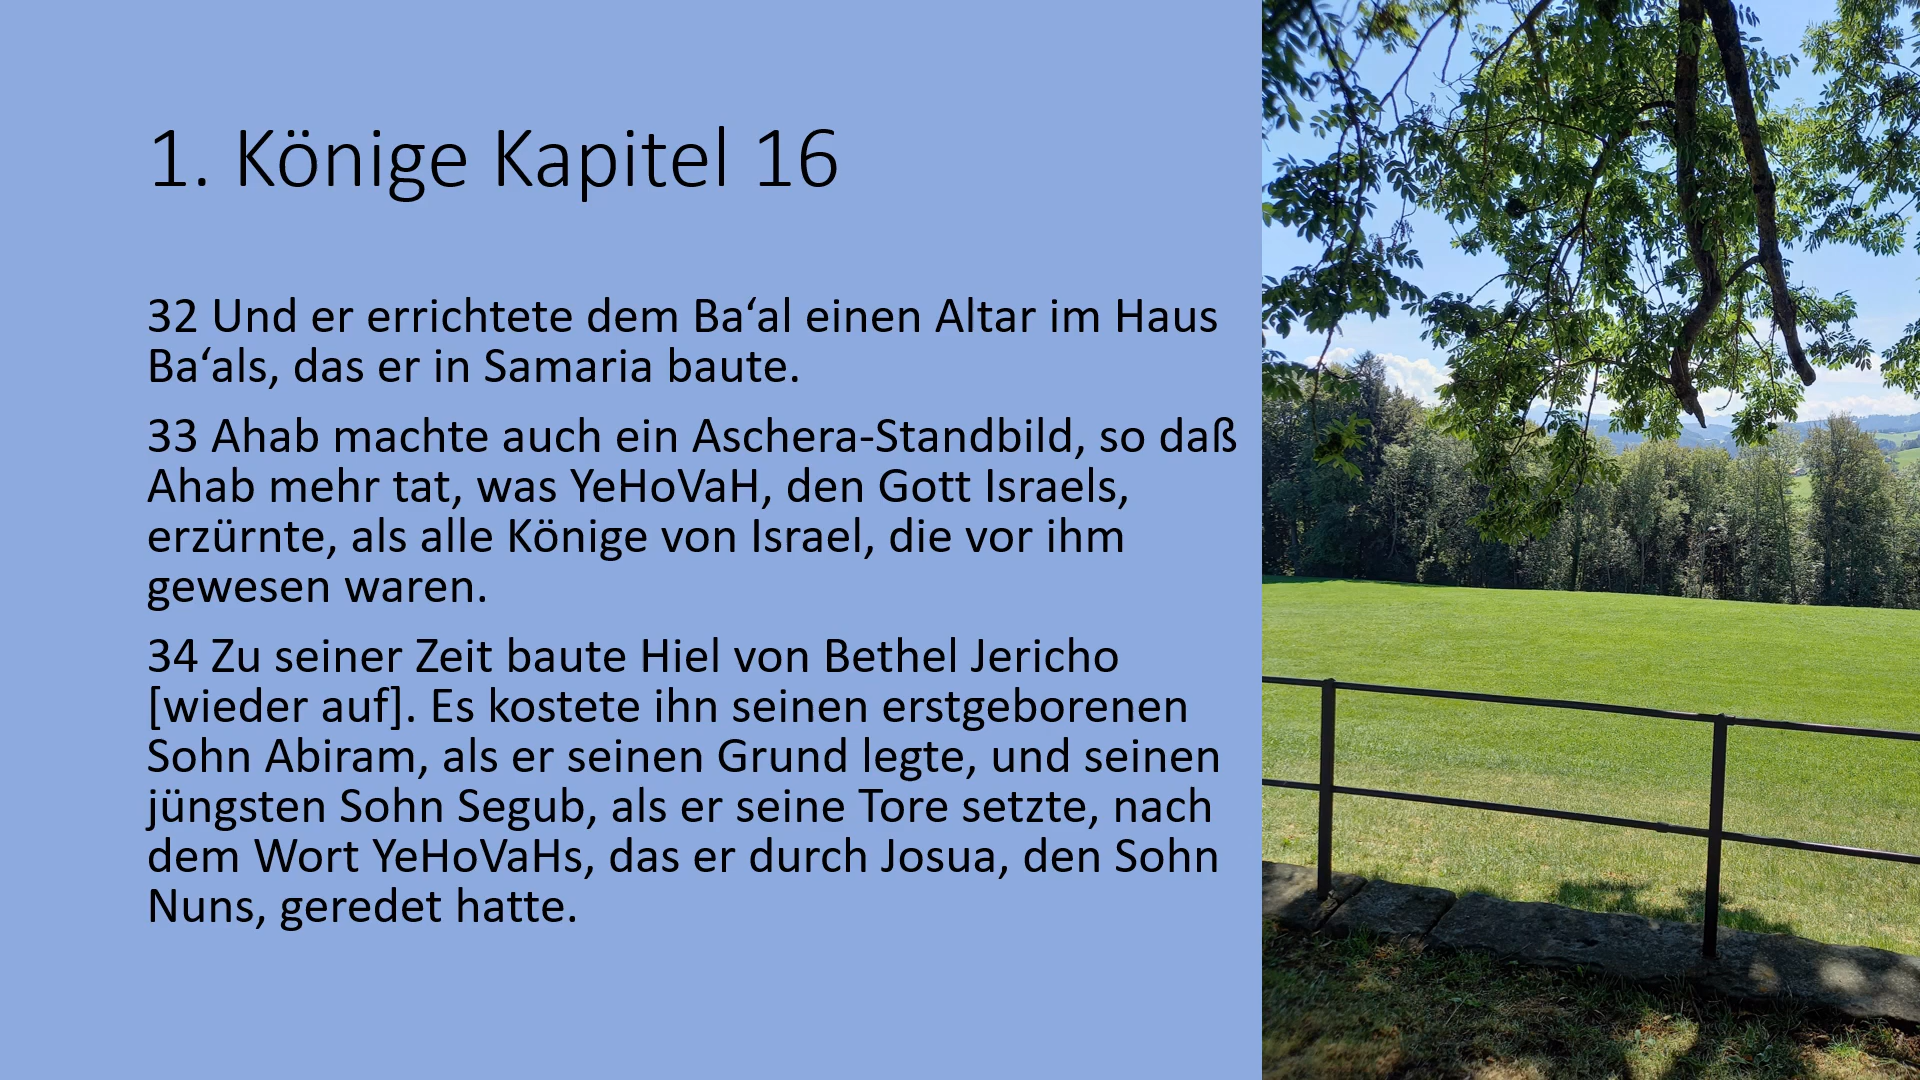 1. Könige Kapitel 16
32 Und er errichtete dem Ba‘al einen Altar im Haus
Ba‘als, das er in Samaria baute.
33 Ahab machte auch ein Aschera-Standbild, so daß
Ahab mehr tat, was YeHoVaH, den Gott Israels,
erzürnte, als alle Könige von Israel, die vor ihm
gewesen waren.
34 Zu seiner Zeit baute Hiel von Bethel Jericho
[wieder auf]. Es kostete ihn seinen erstgeborenen
Sohn Abiram, als er seinen Grund legte, und seinen
jüngsten Sohn Segub, als er seine Tore setzte, nach
dem Wort YeHoVaHs, das er durch Josua, den Sohn
Nuns, geredet hatte.